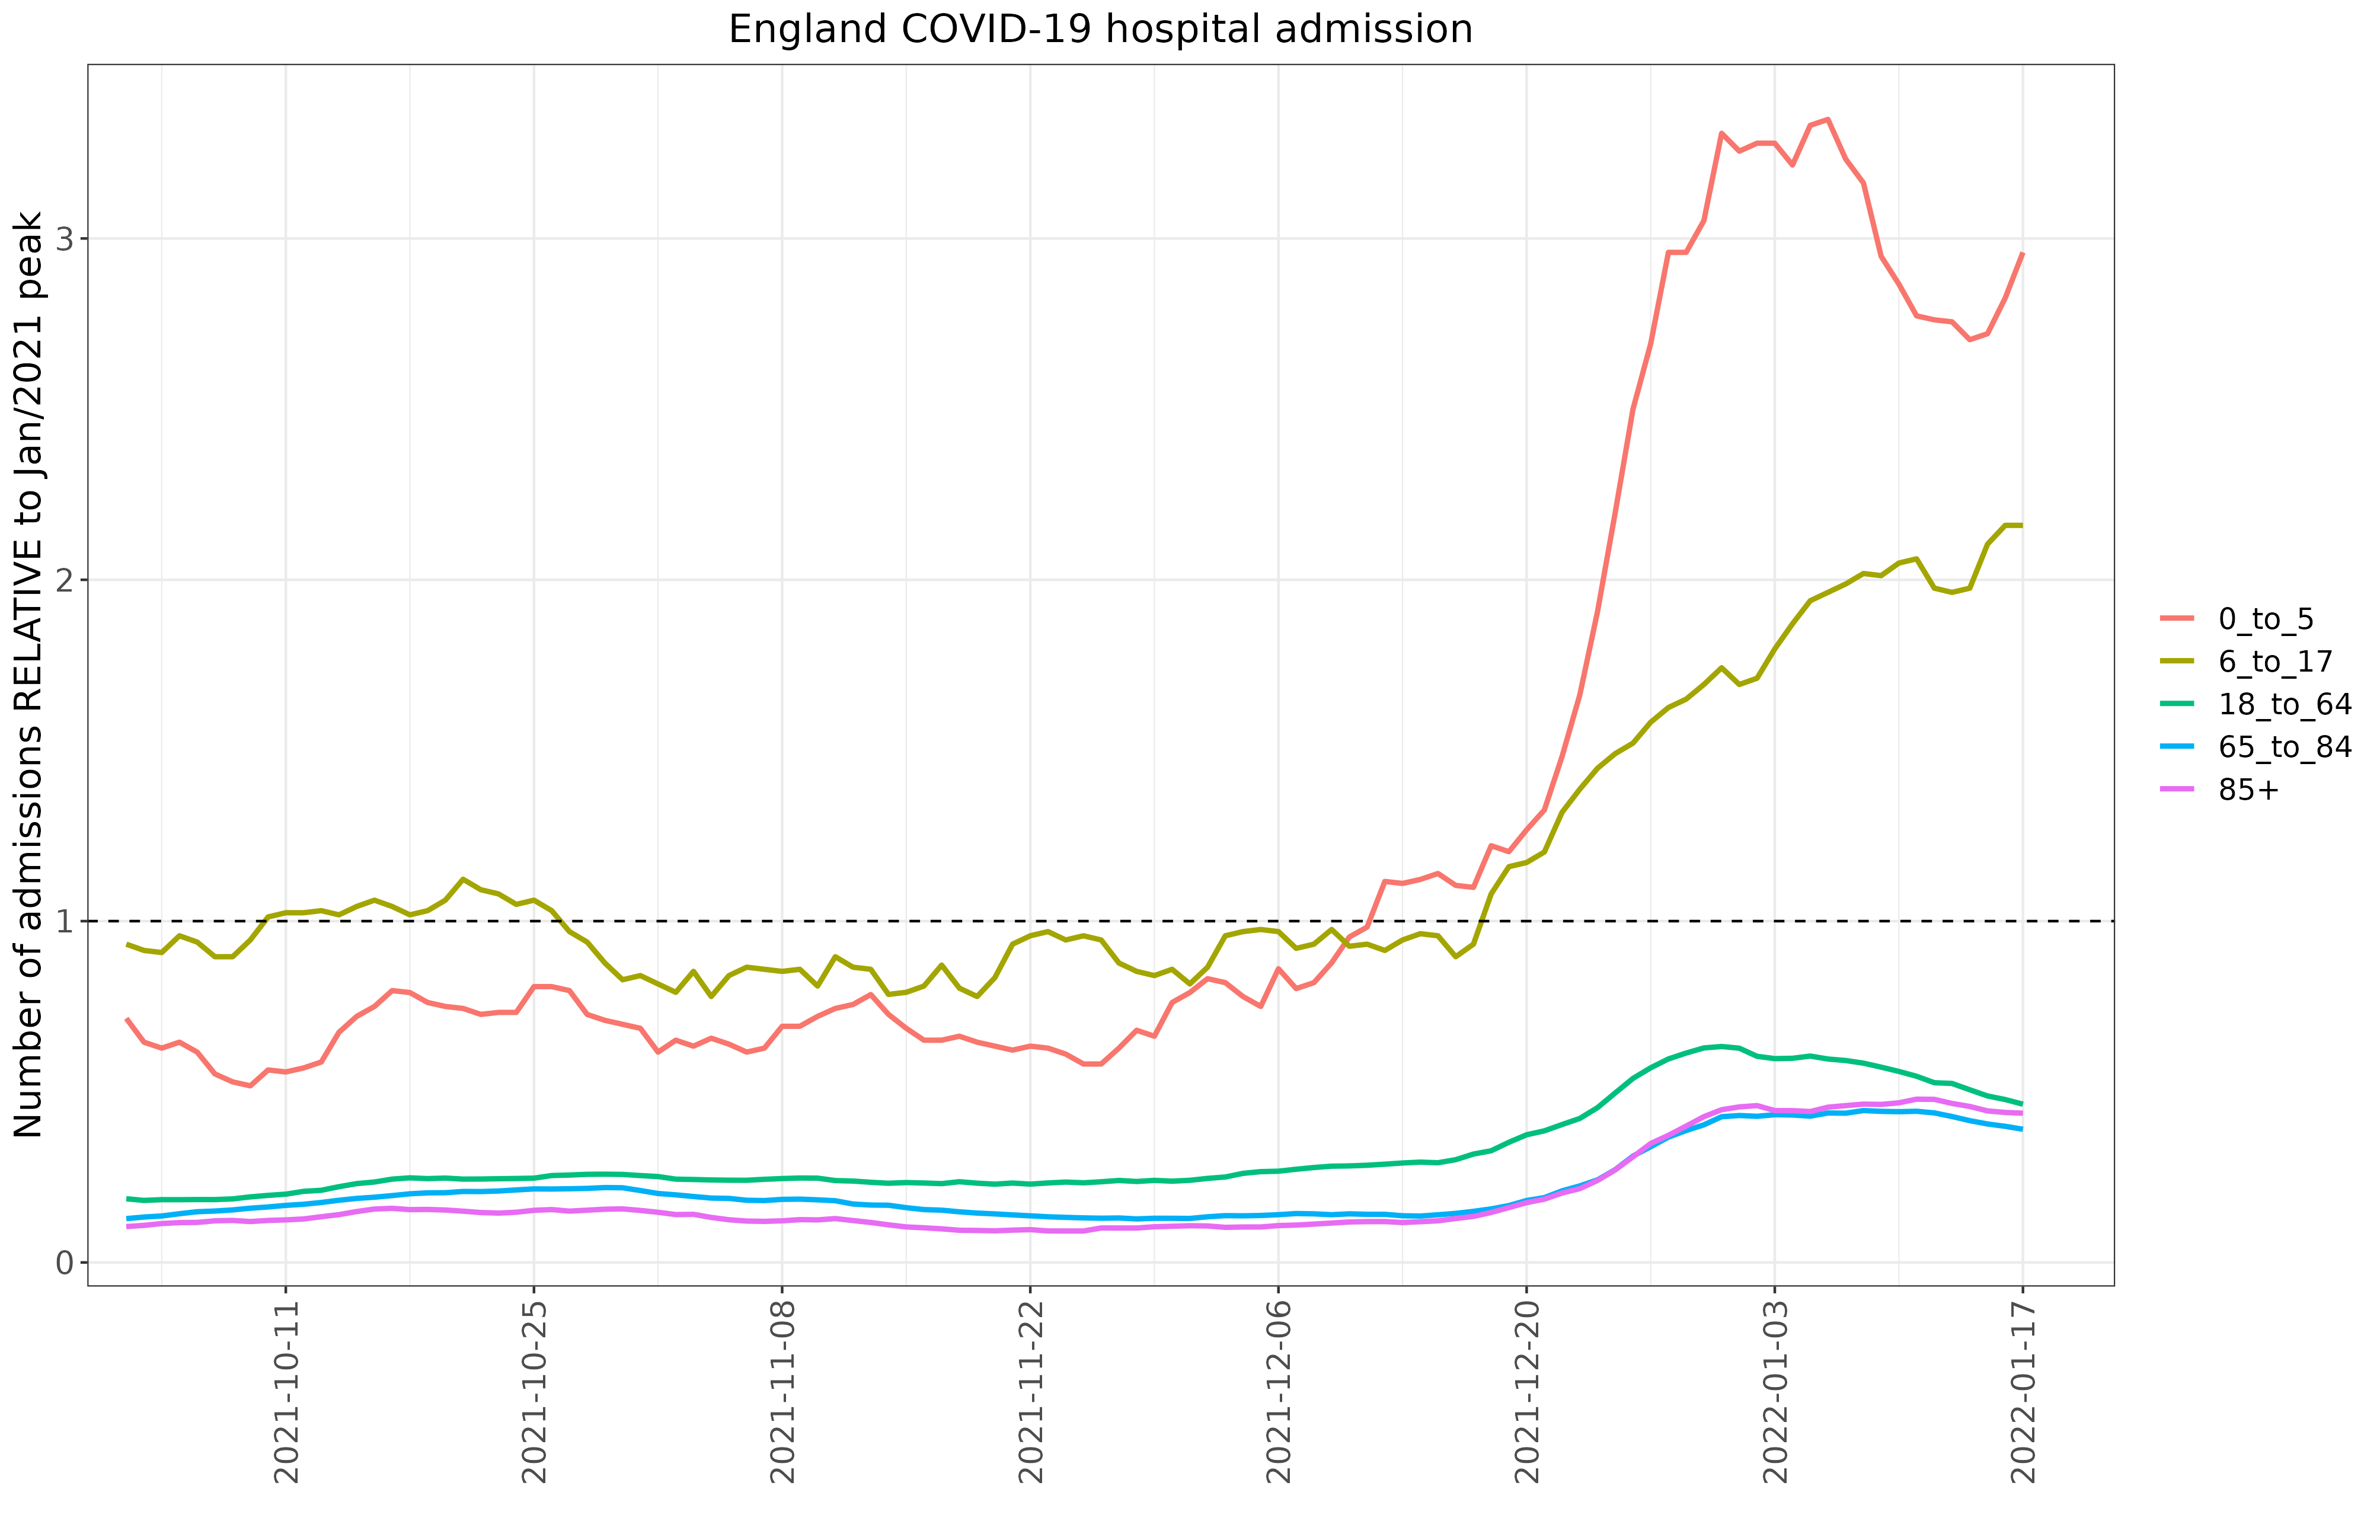 England COVID-19 hospital admission
Number of admissions RELATIVE to Jan/2021 peak
3
2
1
0
2021-10-11
2021-10-25
2021-11-08
2021-11-22
2021-12-06
2021-12-20
2022-01-03
2022-01-17
0_to_5
6_to_17
18_to_64
65_to_84
85+